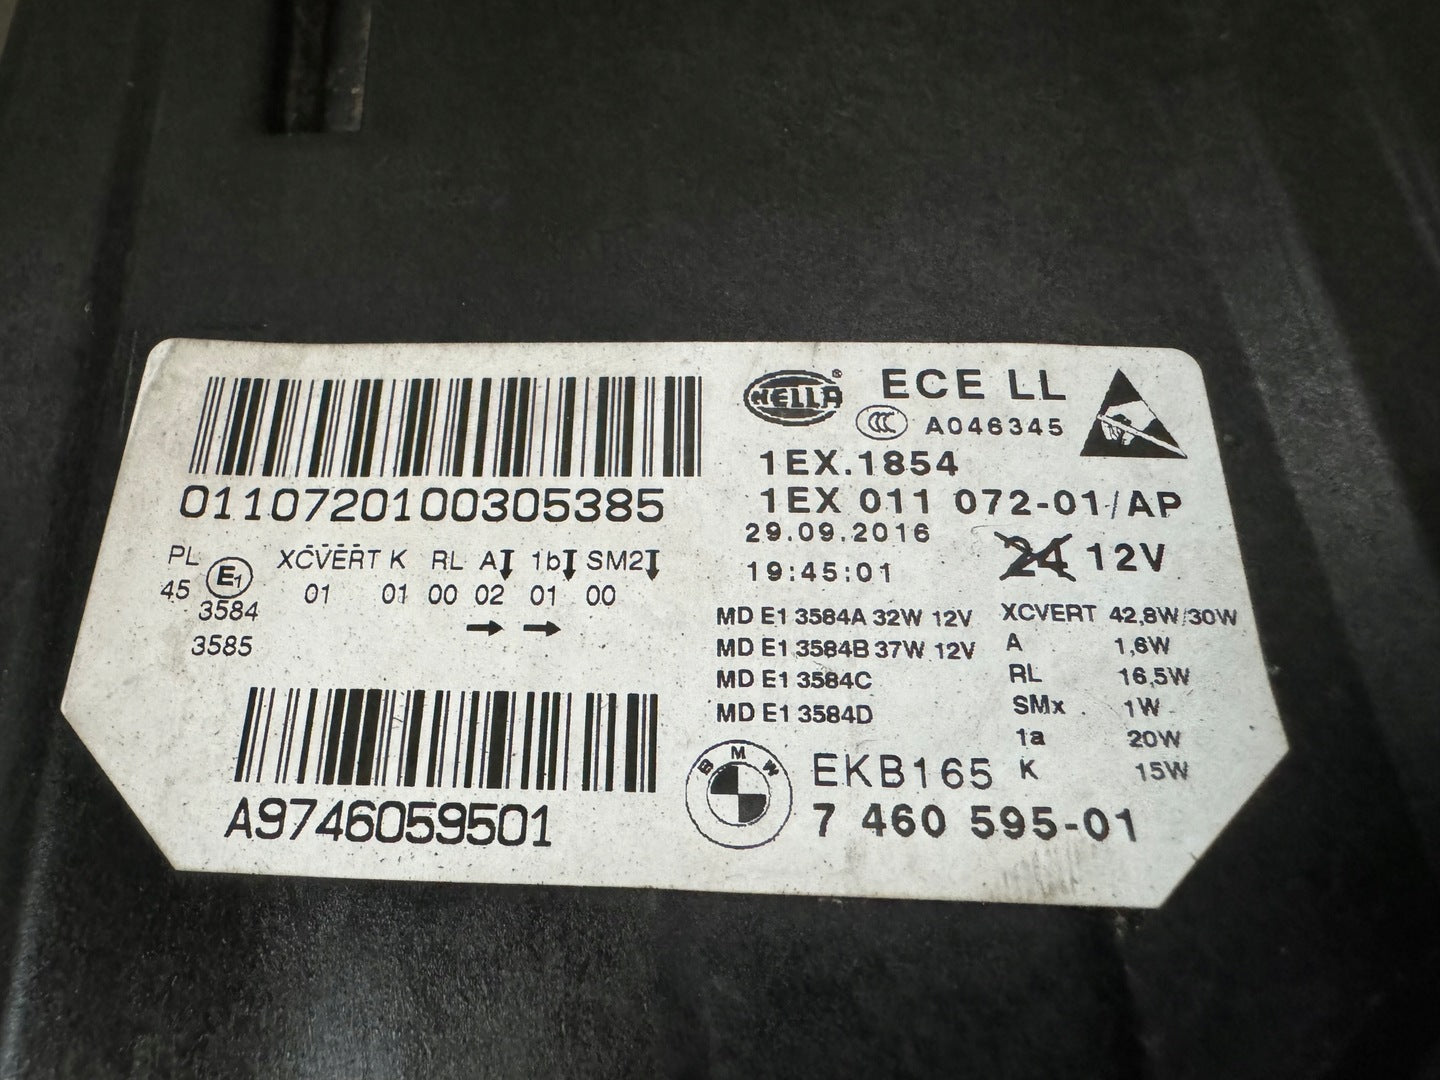 0110720100305385
PL E1 XCVERT K RL A 1b SM2
45 01 01 00 02 01 00
3584
3585
A9746059501
HELLA ® ECE LL
CCC A046345
1EX.1854
1EX 011 072-01/AP
29.09.2016
19:45:01
24 12V
MD E1 3584A 32W 12V
MD E1 3584B 37W 12V
MD E1 3584C
MD E1 3584D
XCVERT 42,8W/30W
A 1,6W
RL 16,5W
SMx 1W
1a 20W
K 15W
BMW EKB165
7 460 595-01